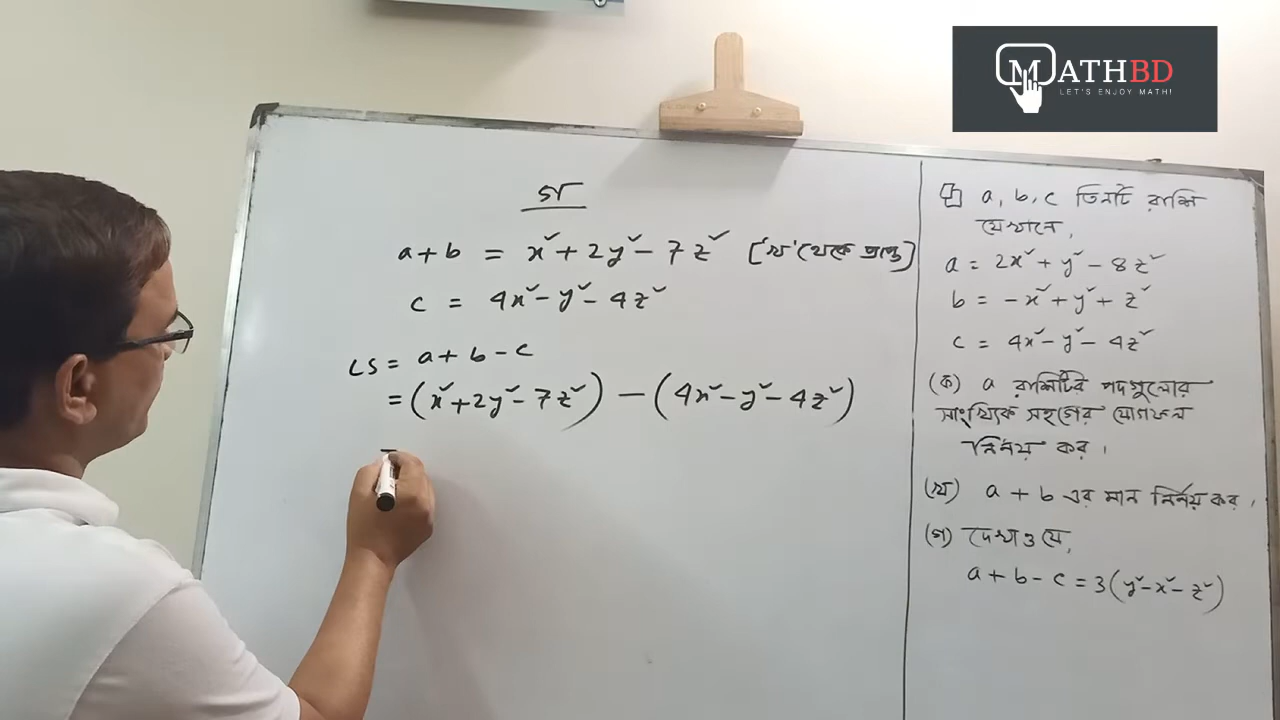 MATHBD
LET'S ENJOY MATH!
গ
a + b = x² + 2y² - 7z² ['খ' থেকে প্রাপ্ত]
c = 4x² - y² - 4z²
LS = a + b - c
= (x² + 2y² - 7z²) - (4x² - y² - 4z²)
a, b, c তিনটি রাশি
যেখানে,
a = 2x² + y² - 8z²
b = -x² + y² + z²
c = 4x² - y² - 4z²
(ক) a রাশিটির পদগুলোর
সাংখ্যিক সহগের যোগফল
নির্ণয় কর।
(খ) a + b এর মান নির্ণয় কর।
(গ) দেখাও যে,
a + b - c = 3(y² - x² - z²)